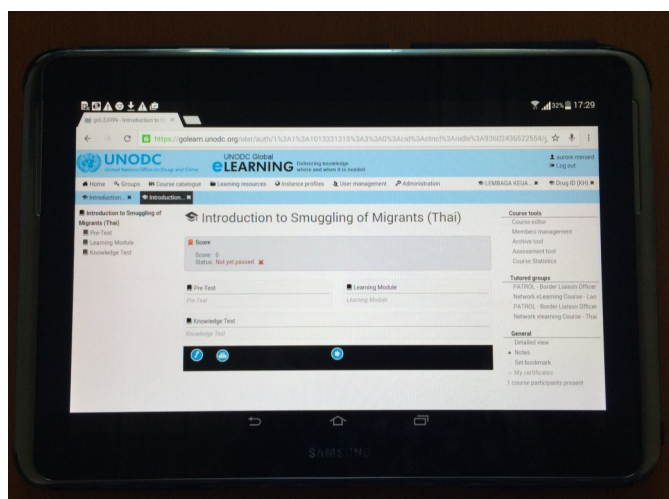 32% 17:29
goLEARN - Introduction to
https://golearn.unodc.org/olat/auth/
UNODC
United Nations Office on Drugs and Crime
UNODC Global
eLEARNING
Delivering knowledge
where and when it is needed
aurore menard
Log out
Home Groups Course catalogue Learning resources Instance profiles User management Administration LEMBAGA KEUA.. Drug ID (KH)
Introduction... Introduction...
Introduction to Smuggling of
Migrants (Thai)
Pre-Test
Learning Module
Knowledge Test
Introduction to Smuggling of Migrants (Thai)
Score
Score: 0
Status: Not yet passed
Pre-Test
Pre-Test
Learning Module
Learning Module
Knowledge Test
Knowledge Test
Course tools
Course editor
Members management
Archive tool
Assessment tool
Course Statistics
Tutored groups
PATROL - Border Liaison Officer
Network eLearning Course - Lao
PATROL - Border Liaison Officer
Network elearning Course - Thai
General
Detailed view
Notes
Set bookmark
My certificates
1 course participants present
SAMSUNG